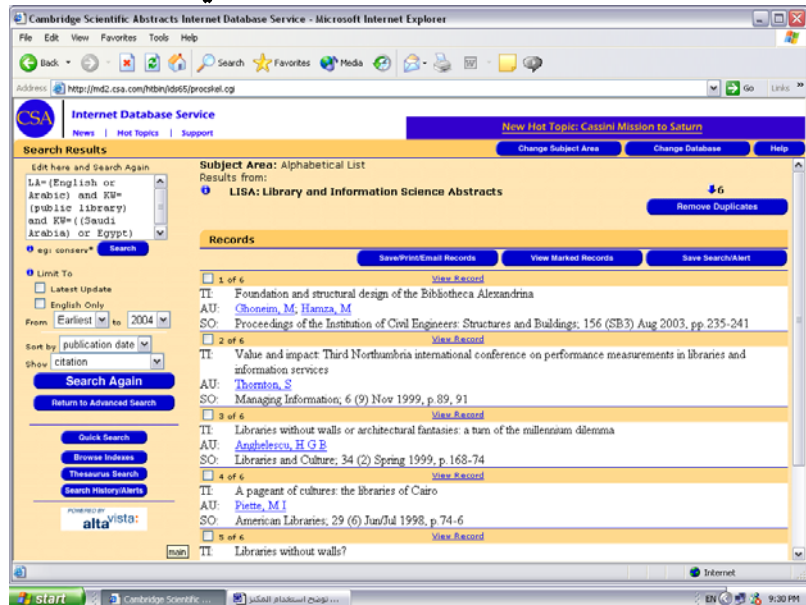 Cambridge Scientific Abstracts Internet Database Service - Microsoft Internet Explorer
File Edit View Favorites Tools Help
Back Search Favorites Media
Address http://md2.csa.com/htbin/ids65/procskel.cgi Go Links »
CSA
Internet Database Service
News | Hot Topics | Support
New Hot Topic: Cassini Mission to Saturn
Search Results
Change Subject Area Change Database Help
Edit here and Search Again
LA=(English or
Arabic) and KW=
(public library)
and KW=((Saudi
Arabia) or Egypt)
eg: conserv* Search
Limit To
Latest Update
English Only
From Earliest to 2004
Sort by publication date
Show citation
Search Again
Return to Advanced Search
Quick Search
Browse Indexes
Thesaurus Search
Search History/Alerts
POWERED BY
altavista:
main
Subject Area: Alphabetical List
Results from:
LISA: Library and Information Science Abstracts
6
Remove Duplicates
Records
Save/Print/Email Records View Marked Records Save Search/Alert
1 of 6 View Record
TI: Foundation and structural design of the Bibliotheca Alexandrina
AU: Ghoneim, M; Hamza, M
SO: Proceedings of the Institution of Civil Engineers: Structures and Buildings; 156 (SB3) Aug 2003, pp.235-241
2 of 6 View Record
TI: Value and impact: Third Northumbria international conference on performance measurements in libraries and
information services
AU: Thornton, S
SO: Managing Information; 6 (9) Nov 1999, p.89, 91
3 of 6 View Record
TI: Libraries without walls or architectural fantasies: a turn of the millennium dilemma
AU: Anghelescu, H G B
SO: Libraries and Culture; 34 (2) Spring 1999, p.168-74
4 of 6 View Record
TI: A pageant of cultures: the libraries of Cairo
AU: Piette, M I
SO: American Libraries; 29 (6) Jun/Jul 1998, p.74-6
5 of 6 View Record
TI: Libraries without walls?
Internet
start Cambridge Scientific ... توضح استخدام المكنز ... EN 9:30 PM